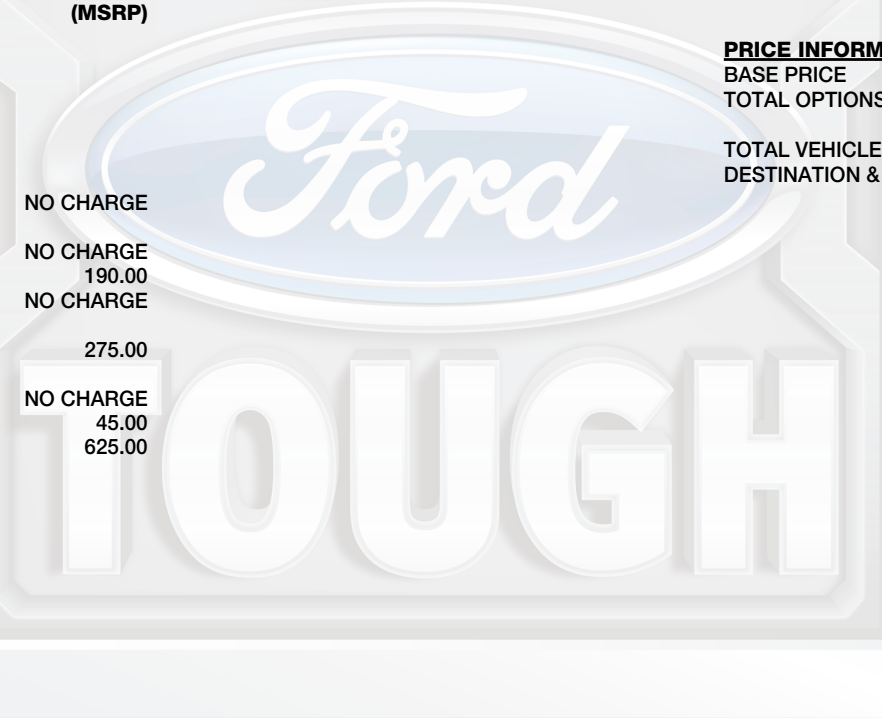 (MSRP)
NO CHARGE
NO CHARGE
190.00
NO CHARGE
275.00
NO CHARGE
45.00
625.00
PRICE INFORM
BASE PRICE
TOTAL OPTIONS
TOTAL VEHICLE
DESTINATION &
Ford
TOUGH